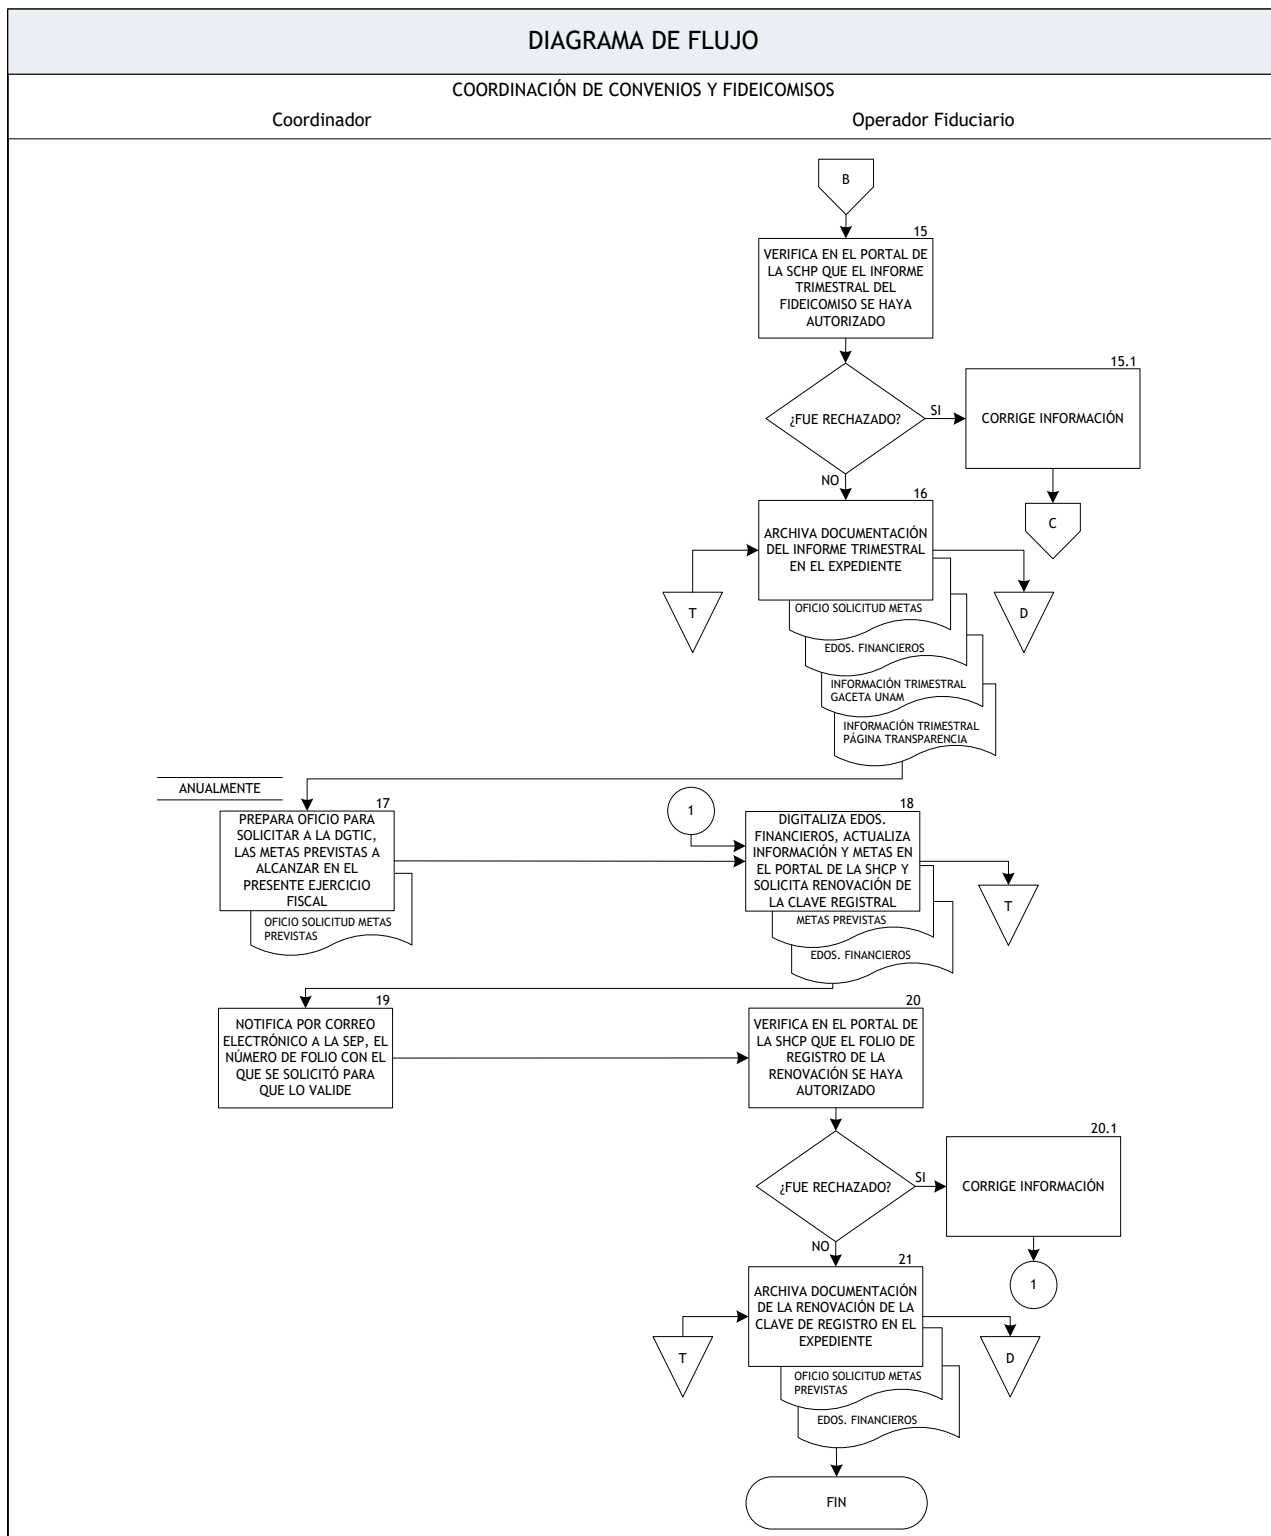 DIAGRAMA DE FLUJO
COORDINACIÓN DE CONVENIOS Y FIDEICOMISOS
Coordinador
Operador Fiduciario
B
15
VERIFICA EN EL PORTAL DE
LA SCHP QUE EL INFORME
TRIMESTRAL DEL
FIDEICOMISO SE HAYA
AUTORIZADO
¿FUE RECHAZADO?
SI
15.1
CORRIGE INFORMACIÓN
C
NO
16
ARCHIVA DOCUMENTACIÓN
DEL INFORME TRIMESTRAL
EN EL EXPEDIENTE
T
D
OFICIO SOLICITUD METAS
EDOS. FINANCIEROS
INFORMACIÓN TRIMESTRAL
GACETA UNAM
INFORMACIÓN TRIMESTRAL
PÁGINA TRANSPARENCIA
ANUALMENTE
17
PREPARA OFICIO PARA
SOLICITAR A LA DGTIC,
LAS METAS PREVISTAS A
ALCANZAR EN EL
PRESENTE EJERCICIO
FISCAL
OFICIO SOLICITUD METAS
PREVISTAS
1
18
DIGITALIZA EDOS.
FINANCIEROS, ACTUALIZA
INFORMACIÓN Y METAS EN
EL PORTAL DE LA SHCP Y
SOLICITA RENOVACIÓN DE
LA CLAVE REGISTRAL
T
METAS PREVISTAS
EDOS. FINANCIEROS
19
NOTIFICA POR CORREO
ELECTRÓNICO A LA SEP, EL
NÚMERO DE FOLIO CON EL
QUE SE SOLICITÓ PARA
QUE LO VALIDE
20
VERIFICA EN EL PORTAL DE
LA SHCP QUE EL FOLIO DE
REGISTRO DE LA
RENOVACIÓN SE HAYA
AUTORIZADO
¿FUE RECHAZADO?
SI
20.1
CORRIGE INFORMACIÓN
1
NO
21
ARCHIVA DOCUMENTACIÓN
DE LA RENOVACIÓN DE LA
CLAVE DE REGISTRO EN EL
EXPEDIENTE
T
D
OFICIO SOLICITUD METAS
PREVISTAS
EDOS. FINANCIEROS
FIN